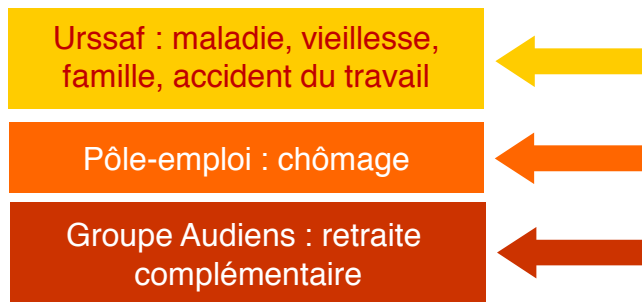 Urssaf : maladie, vieillesse,
famille, accident du travail
Pôle-emploi : chômage
Groupe Audiens : retraite
complémentaire